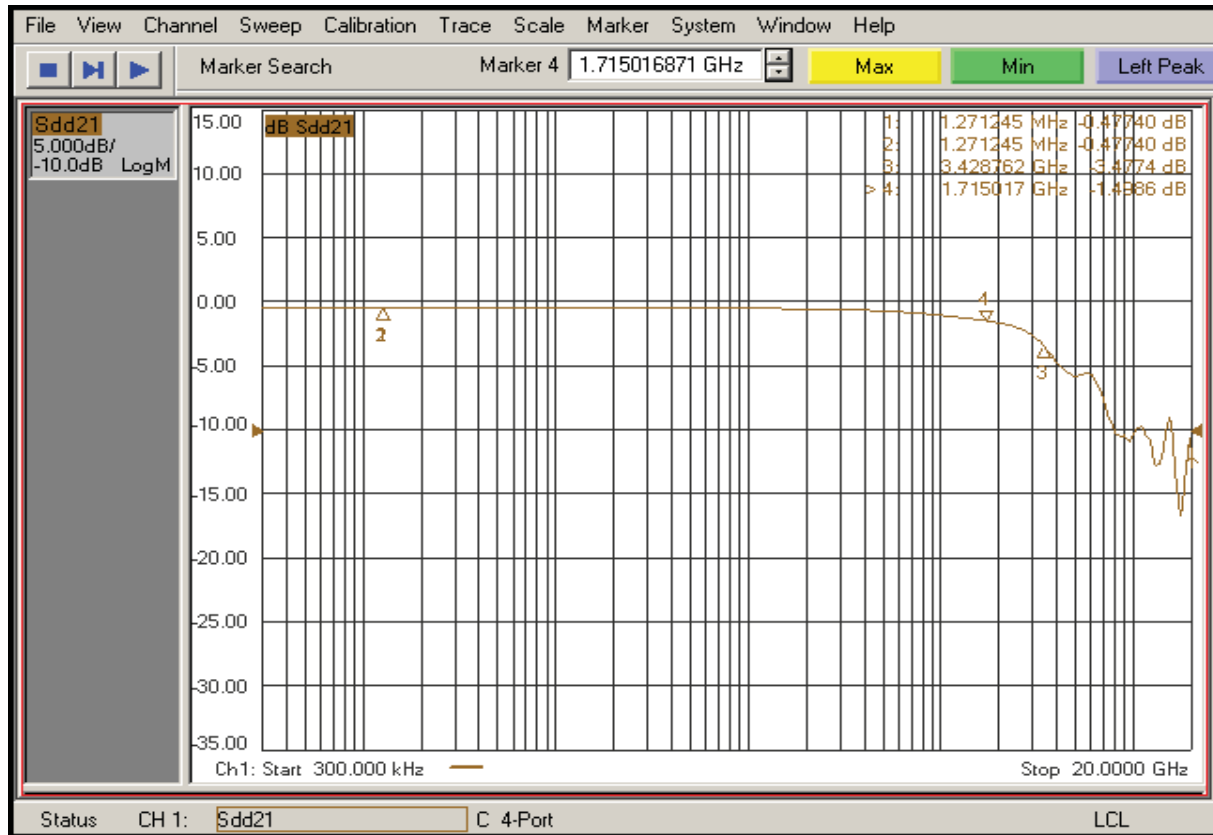 File View Channel Sweep Calibration Trace Scale Marker System Window Help
Marker Search Marker 4 1.715016871 GHz Max Min Left Peak
Sdd21
5.000dB/
-10.0dB LogM
dB Sdd21
1: 1.271245 MHz -0.47740 dB
2: 1.271245 MHz -0.47740 dB
3: 3.428762 GHz -3.4774 dB
> 4: 1.715017 GHz -1.4986 dB
15.00
10.00
5.00
0.00
-5.00
-10.00
-15.00
-20.00
-25.00
-30.00
-35.00
2
4
3
Ch1: Start 300.000 kHz Stop 20.0000 GHz
Status CH 1: Sdd21 C 4-Port LCL